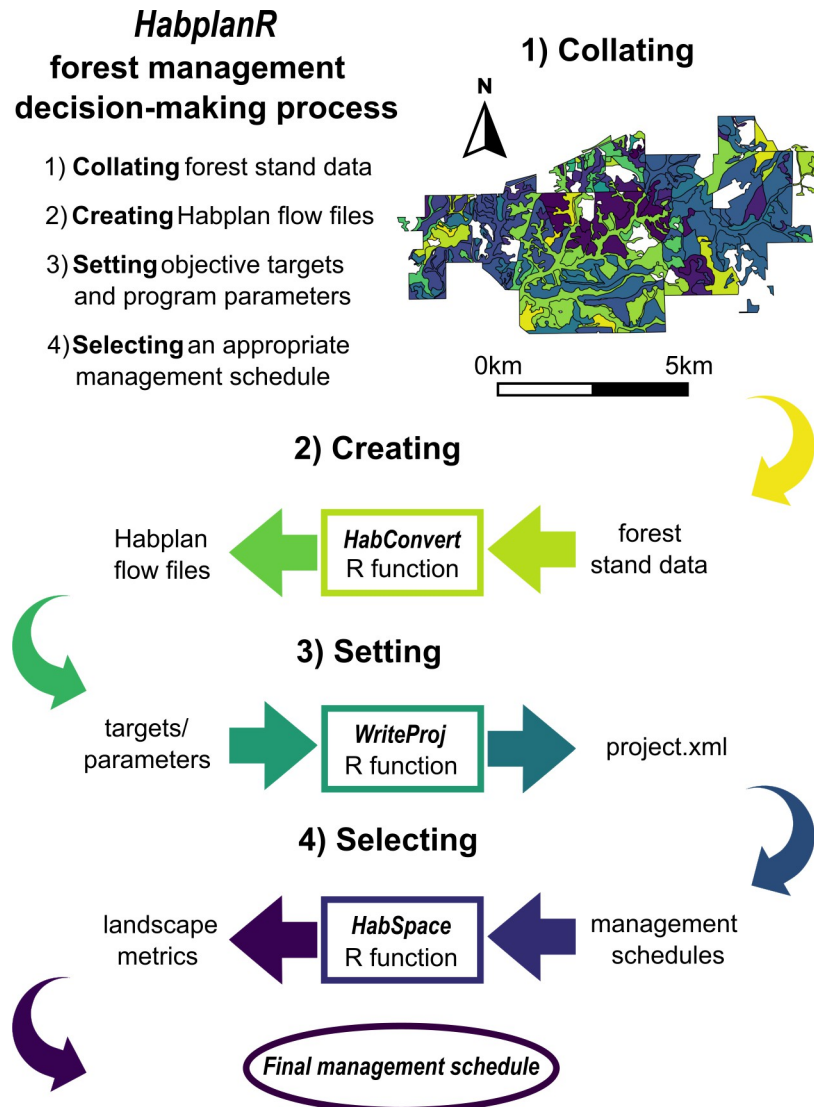 HabplanR
forest management
decision-making process
1) Collating forest stand data
2) Creating Habplan flow files
3) Setting objective targets
and program parameters
4) Selecting an appropriate
management schedule
1) Collating
N
0km 5km
2) Creating
Habplan
flow files
HabConvert
R function
forest
stand data
3) Setting
targets/
parameters
WriteProj
R function
project.xml
4) Selecting
landscape
metrics
HabSpace
R function
management
schedules
Final management schedule